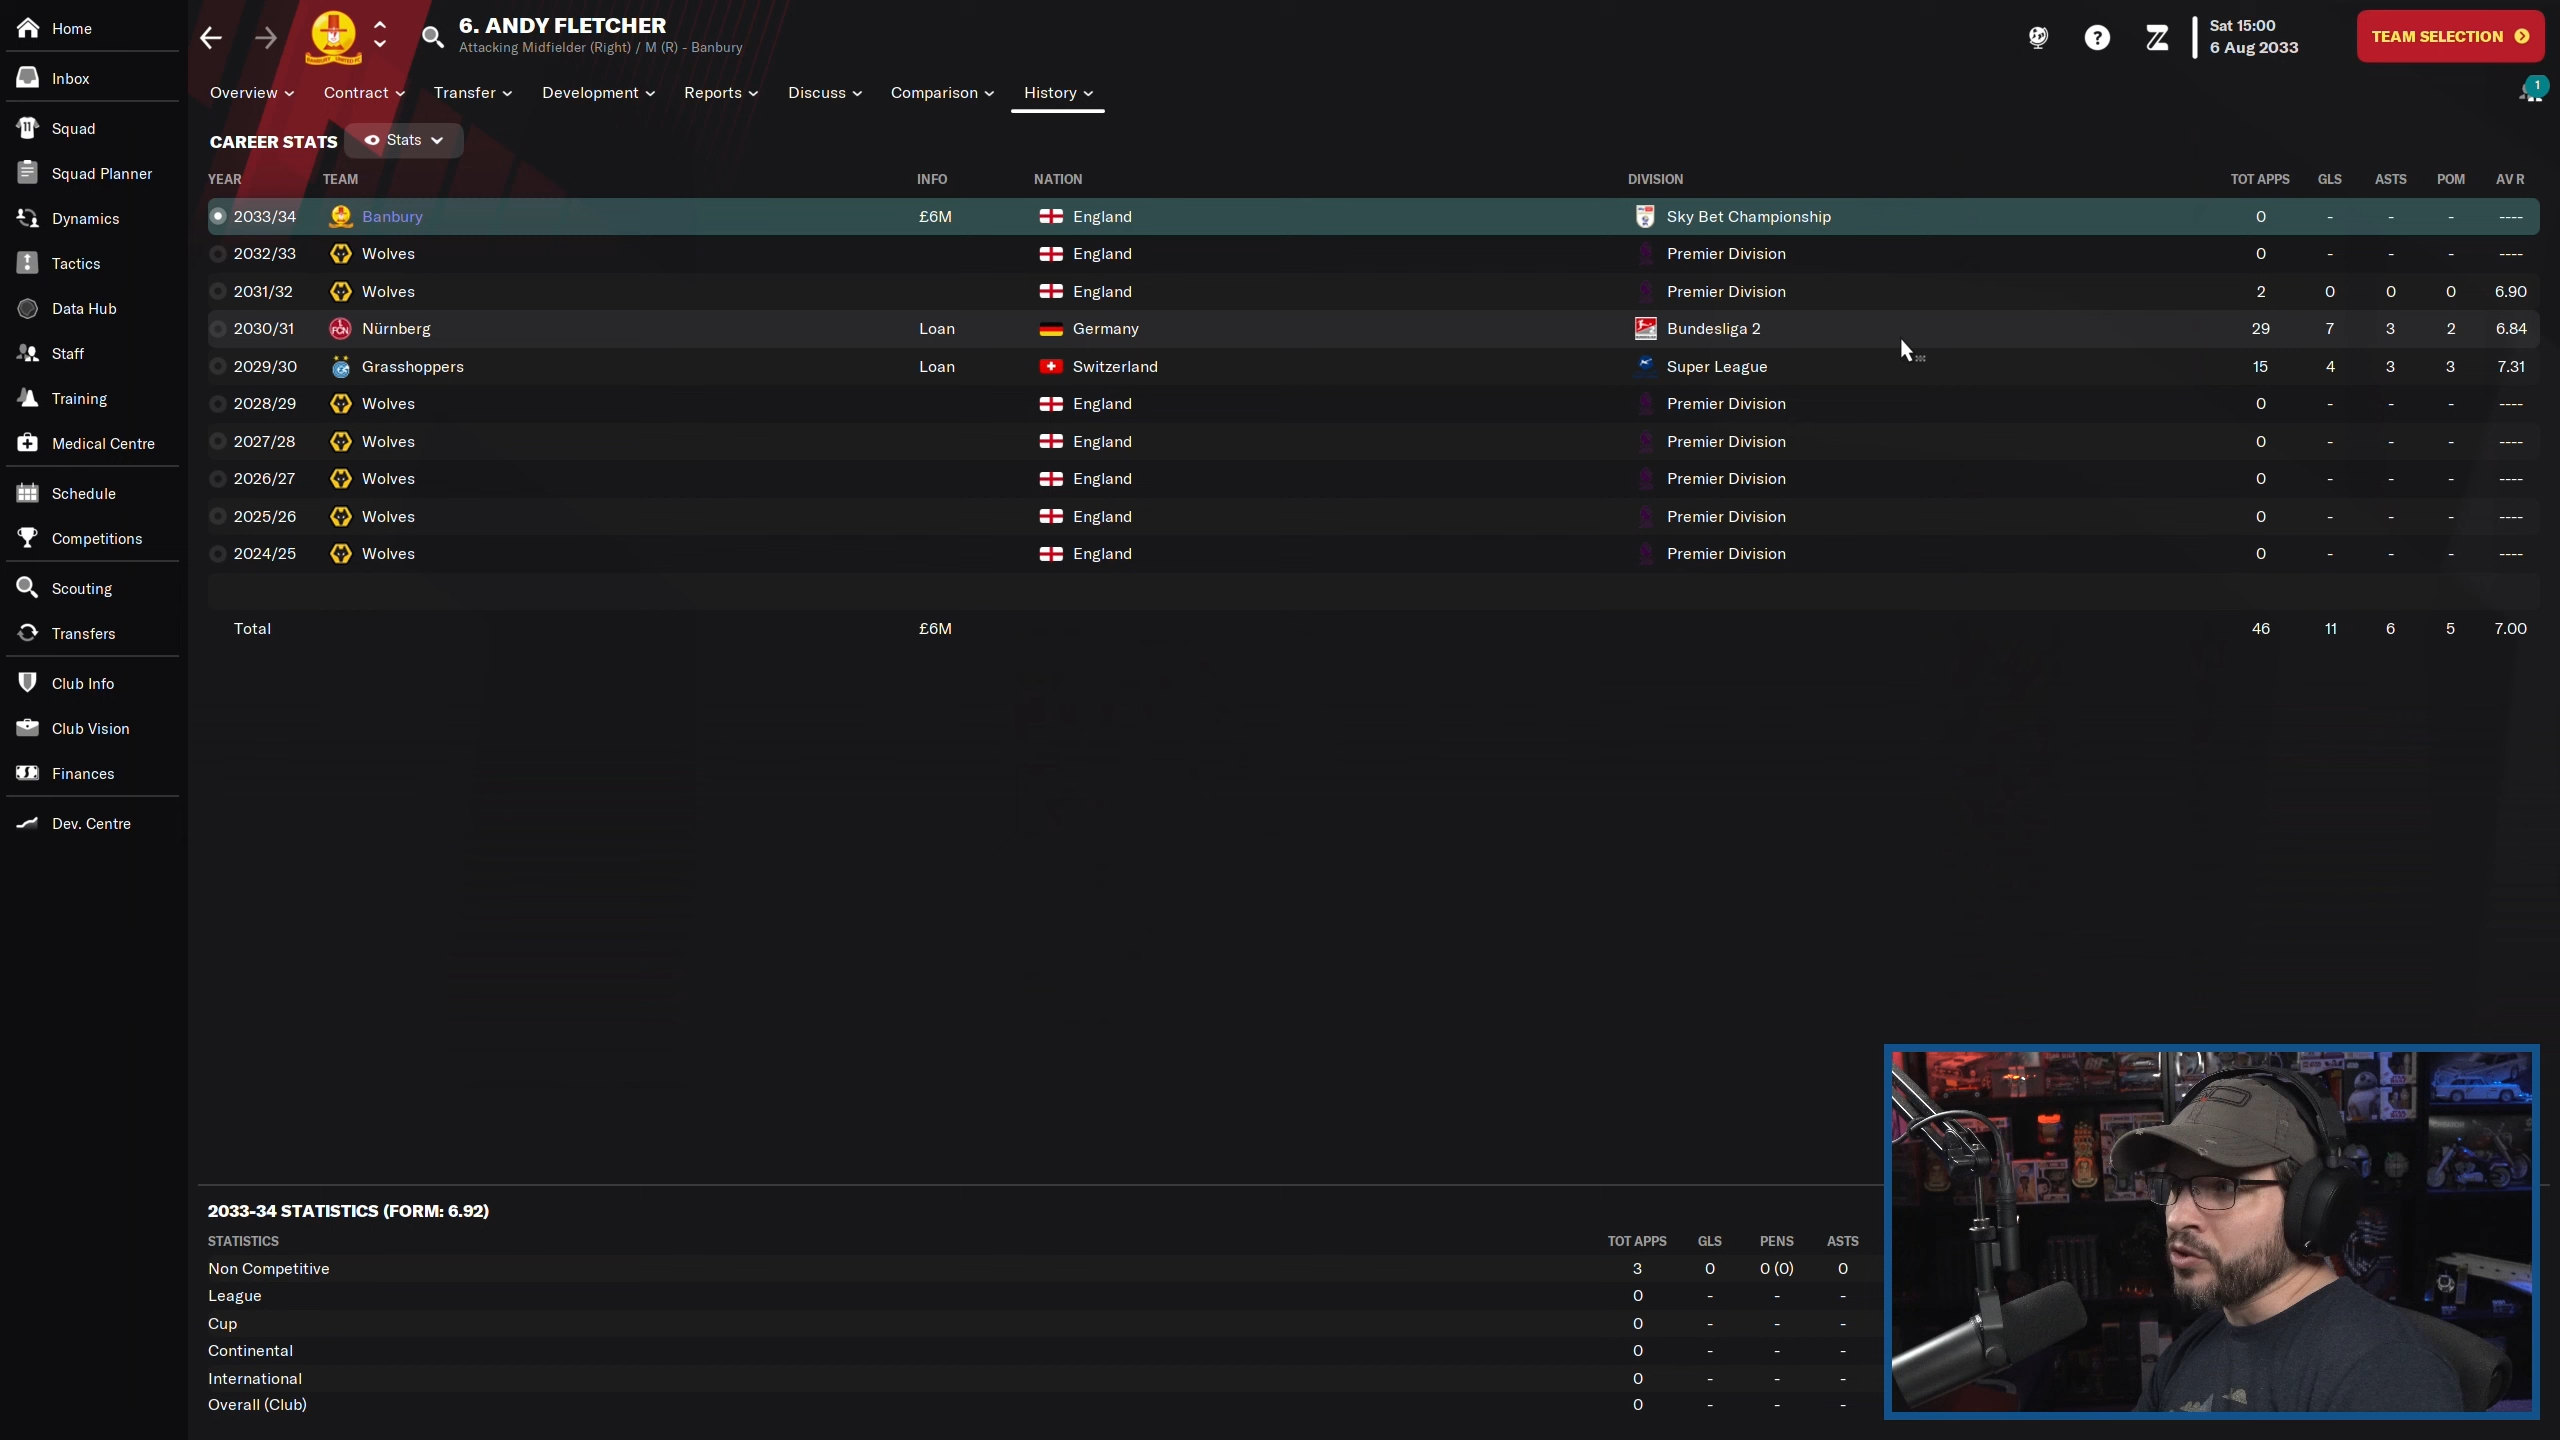 Home
Inbox
Squad
Squad Planner
Dynamics
Tactics
Data Hub
Staff
Training
Medical Centre
Schedule
Competitions
Scouting
Transfers
Club Info
Club Vision
Finances
Dev. Centre
6. ANDY FLETCHER
Attacking Midfielder (Right) / M (R) - Banbury
Sat 15:00
6 Aug 2033
TEAM SELECTION
Overview Contract Transfer Development Reports Discuss Comparison History
1
CAREER STATS Stats
YEAR TEAM INFO NATION DIVISION TOT APPS GLS ASTS POM AV R
2033/34 Banbury £6M England Sky Bet Championship 0 - - - ----
2032/33 Wolves England Premier Division 0 - - - ----
2031/32 Wolves England Premier Division 2 0 0 0 6.90
2030/31 Nürnberg Loan Germany Bundesliga 2 29 7 3 2 6.84
2029/30 Grasshoppers Loan Switzerland Super League 15 4 3 3 7.31
2028/29 Wolves England Premier Division 0 - - - ----
2027/28 Wolves England Premier Division 0 - - - ----
2026/27 Wolves England Premier Division 0 - - - ----
2025/26 Wolves England Premier Division 0 - - - ----
2024/25 Wolves England Premier Division 0 - - - ----
Total £6M 46 11 6 5 7.00
2033-34 STATISTICS (FORM: 6.92)
STATISTICS TOT APPS GLS PENS ASTS
Non Competitive 3 0 0 (0) 0
League 0 - - -
Cup 0 - - -
Continental 0 - - -
International 0 - - -
Overall (Club) 0 - - -